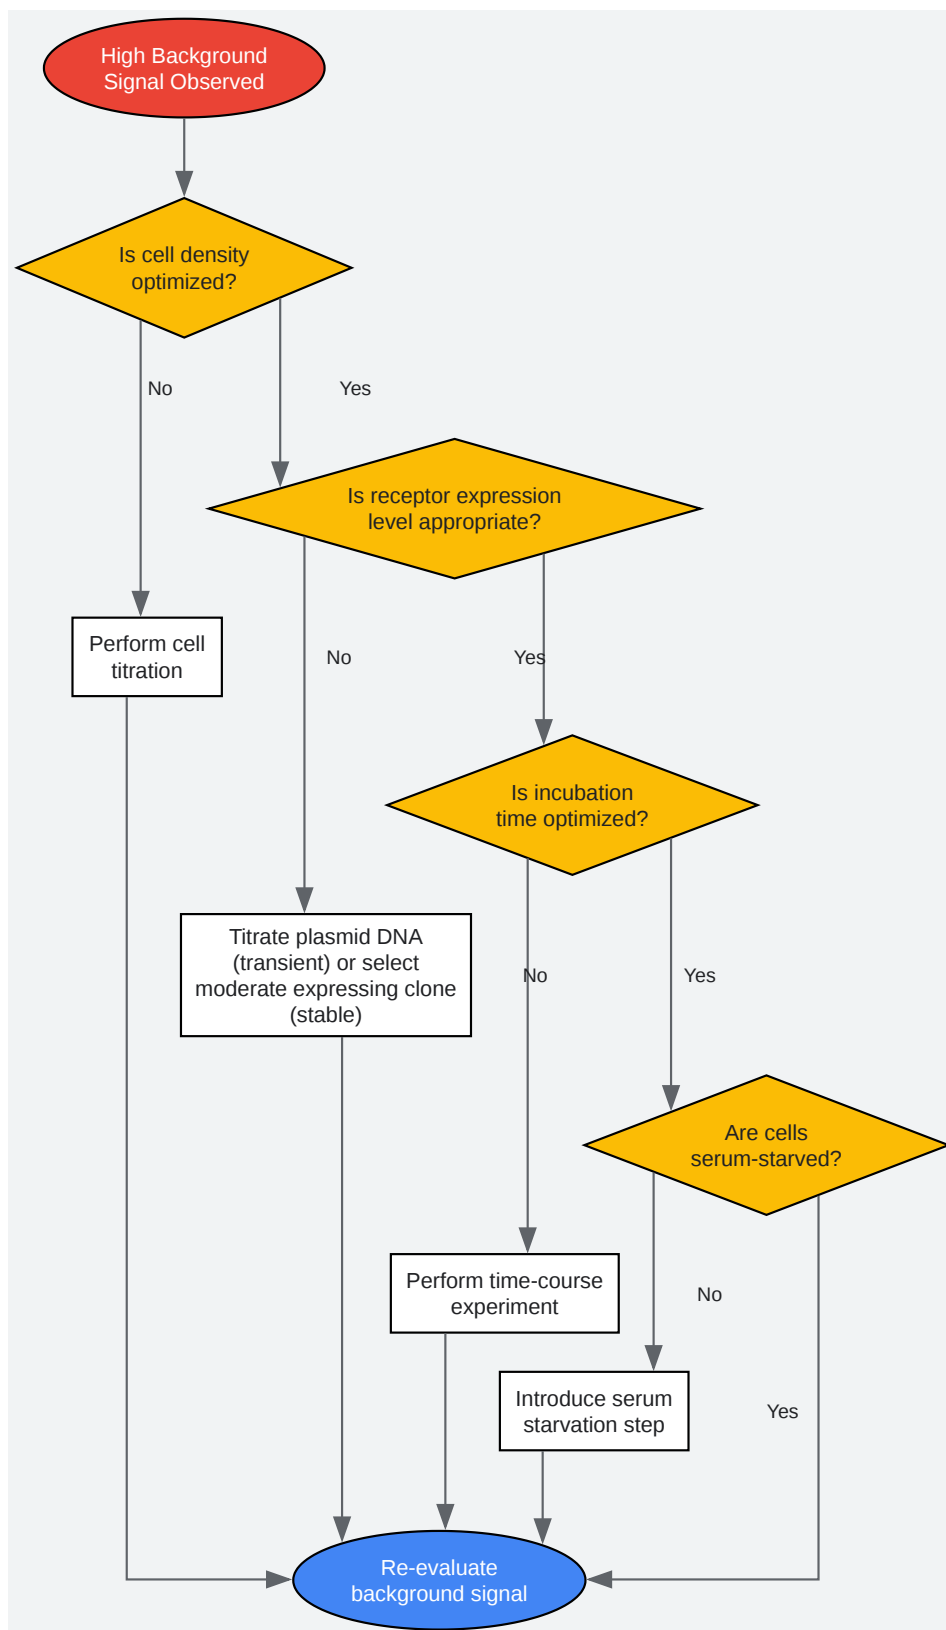 High Background
Signal Observed
Is cell density
optimized?
No
Yes
Is receptor expression
level appropriate?
Perform cell
titration
No
Yes
Is incubation
time optimized?
Titrate plasmid DNA
(transient) or select
moderate expressing clone
(stable)
No
Yes
Are cells
serum-starved?
Perform time-course
experiment
No
Introduce serum
starvation step
Yes
Re-evaluate
background signal